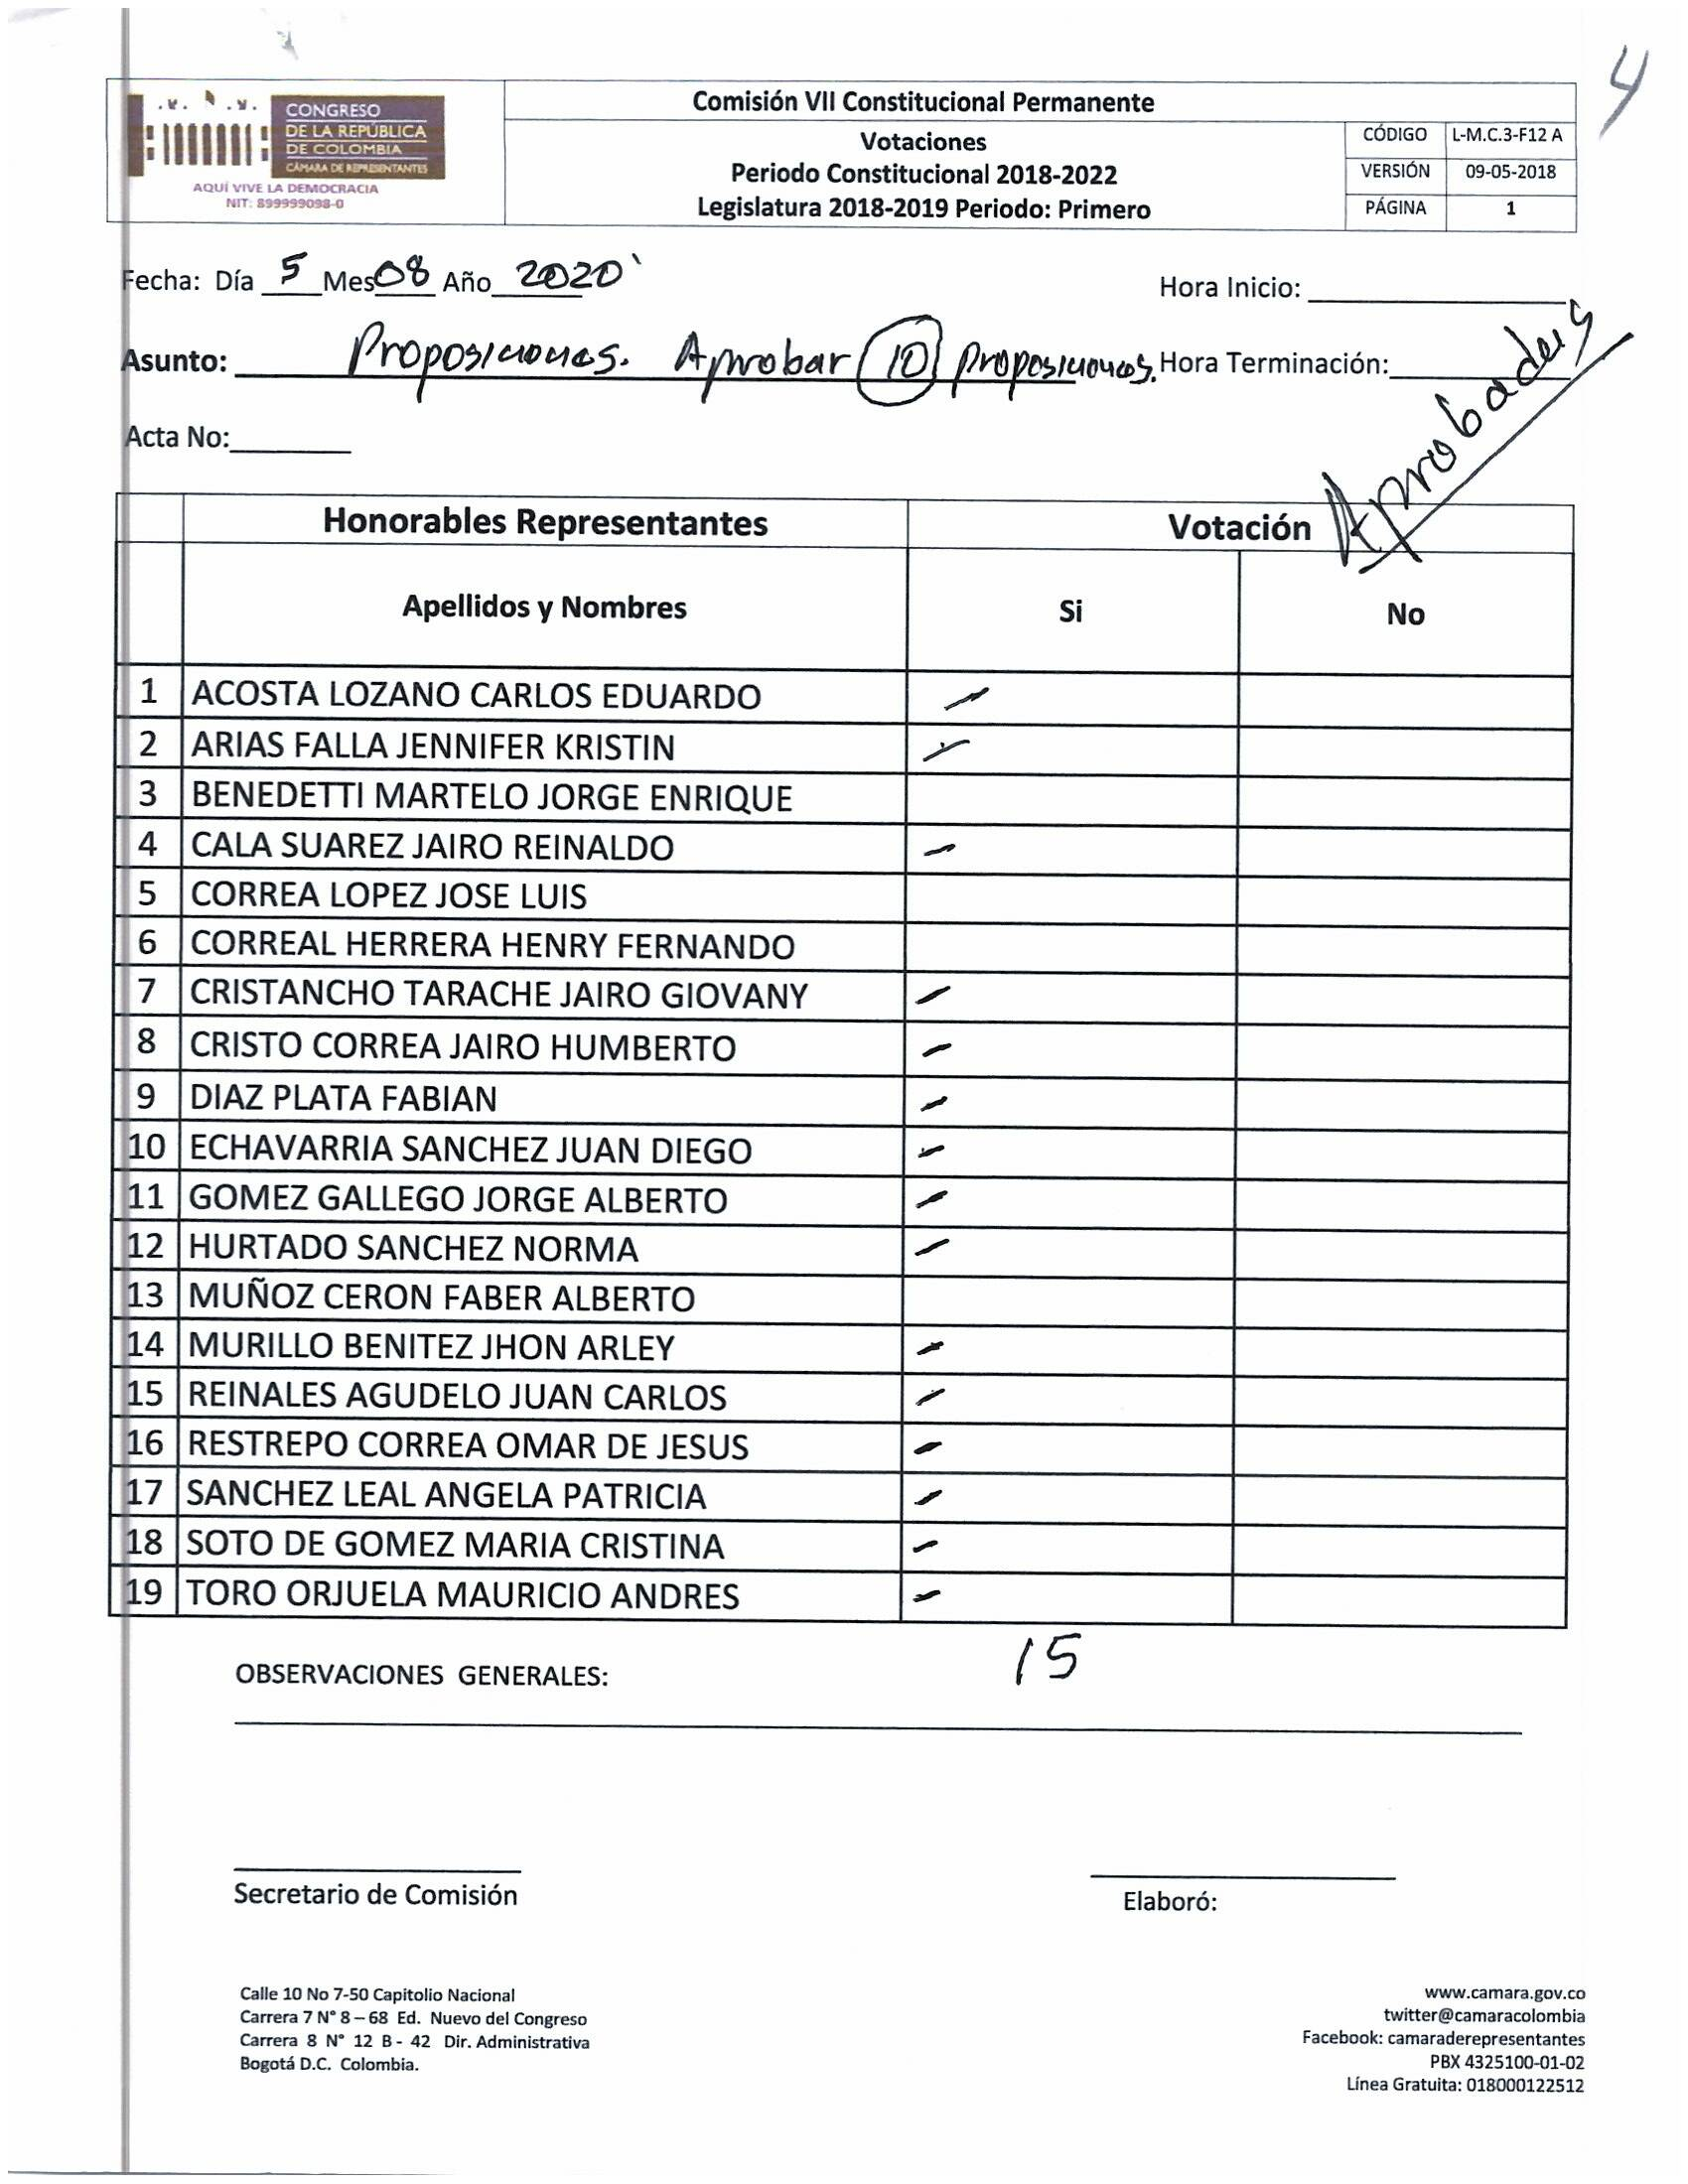 4
CONGRESO
DE LA REPÚBLICA
DE COLOMBIA
CÁMARA DE REPRESENTANTES
AQUÍ VIVE LA DEMOCRACIA
NIT: 899999098-0
Comisión VII Constitucional Permanente
Votaciones
Periodo Constitucional 2018-2022
Legislatura 2018-2019 Periodo: Primero
CÓDIGO L-M.C.3-F12 A
VERSIÓN 09-05-2018
PÁGINA 1
Fecha: Día 5 Mes 08 Año 2020
Hora Inicio:
Asunto: Proposiciones. Aprobar 10 proposiciones. Hora Terminación:
Aprobadas
Acta No:
Honorables Representantes Votación
Apellidos y Nombres Si No
1 ACOSTA LOZANO CARLOS EDUARDO
2 ARIAS FALLA JENNIFER KRISTIN
3 BENEDETTI MARTELO JORGE ENRIQUE
4 CALA SUAREZ JAIRO REINALDO
5 CORREA LOPEZ JOSE LUIS
6 CORREAL HERRERA HENRY FERNANDO
7 CRISTANCHO TARACHE JAIRO GIOVANY
8 CRISTO CORREA JAIRO HUMBERTO
9 DIAZ PLATA FABIAN
10 ECHAVARRIA SANCHEZ JUAN DIEGO
11 GOMEZ GALLEGO JORGE ALBERTO
12 HURTADO SANCHEZ NORMA
13 MUÑOZ CERON FABER ALBERTO
14 MURILLO BENITEZ JHON ARLEY
15 REINALES AGUDELO JUAN CARLOS
16 RESTREPO CORREA OMAR DE JESUS
17 SANCHEZ LEAL ANGELA PATRICIA
18 SOTO DE GOMEZ MARIA CRISTINA
19 TORO ORJUELA MAURICIO ANDRES
15
OBSERVACIONES GENERALES:
Secretario de Comisión
Elaboró:
Calle 10 No 7-50 Capitolio Nacional
Carrera 7 N° 8 – 68 Ed. Nuevo del Congreso
Carrera 8 N° 12 B - 42 Dir. Administrativa
Bogotá D.C. Colombia.
www.camara.gov.co
twitter@camaracolombia
Facebook: camaraderepresentantes
PBX 4325100-01-02
Línea Gratuita: 018000122512